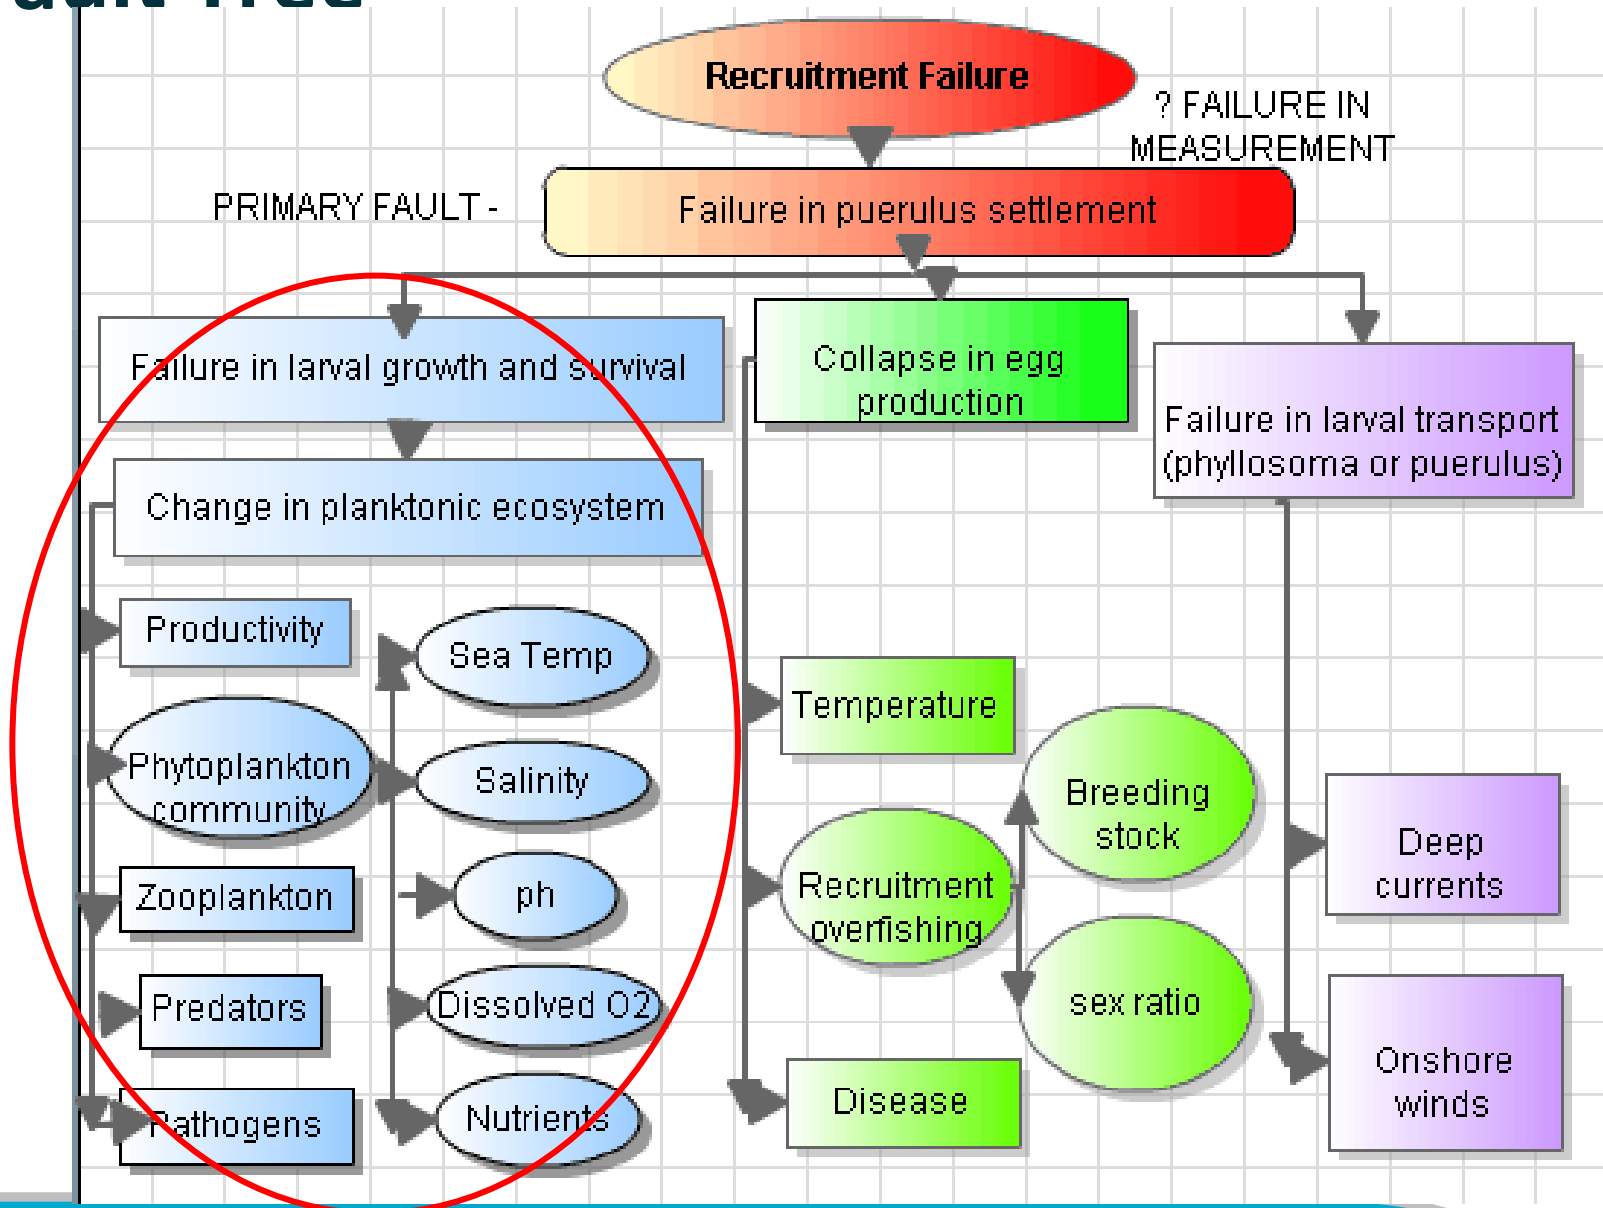 Tree
Recruitment Failure
? FAILURE IN
MEASUREMENT
PRIMARY FAULT -
Failure in puerulus settlement
Failure in larval growth and survival
Collapse in egg
production
Failure in larval transport
(phyllosoma or puerulus)
Change in planktonic ecosystem
Productivity
Sea Temp
Temperature
Phytoplankton
community
Salinity
Breeding
stock
Deep
currents
Zooplankton
ph
Recruitment
overfishing
Predators
Dissolved O2
sex ratio
Onshore
winds
Pathogens
Nutrients
Disease